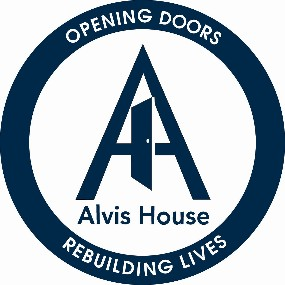 OPENING DOORS
Alvis House
REBUILDING LIVES